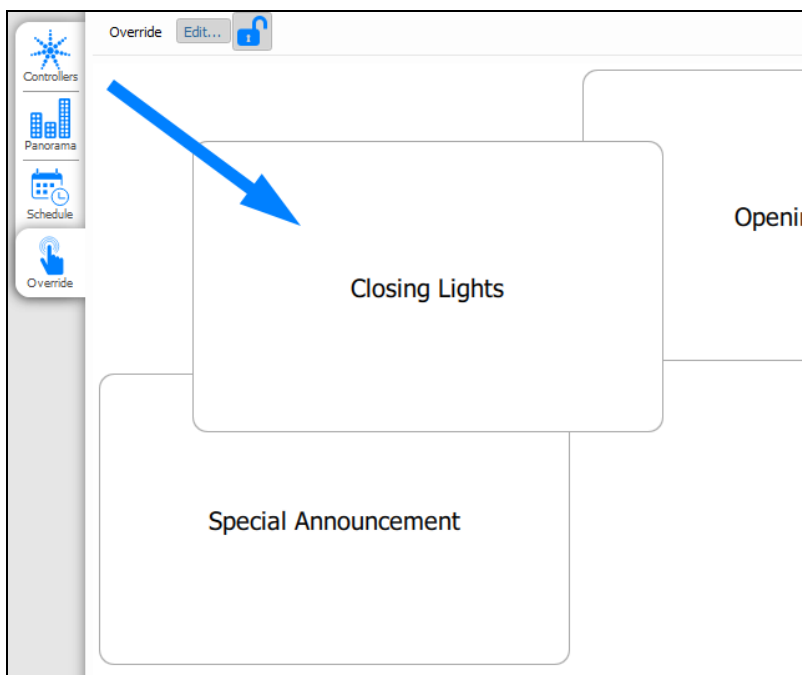 Override Edit...
Controllers
Panorama
Schedule
Override
Closing Lights
Special Announcement